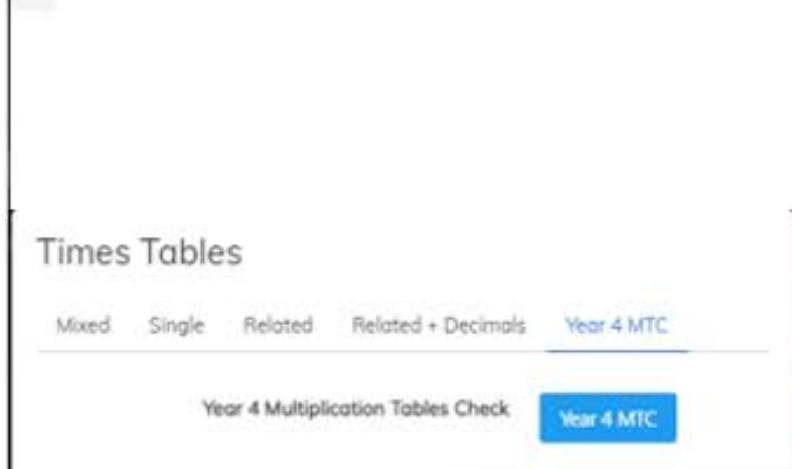 Times Tables
Mixed Single Related Related + Decimals Year 4 MTC
Year 4 Multiplication Tables Check Year 4 MTC